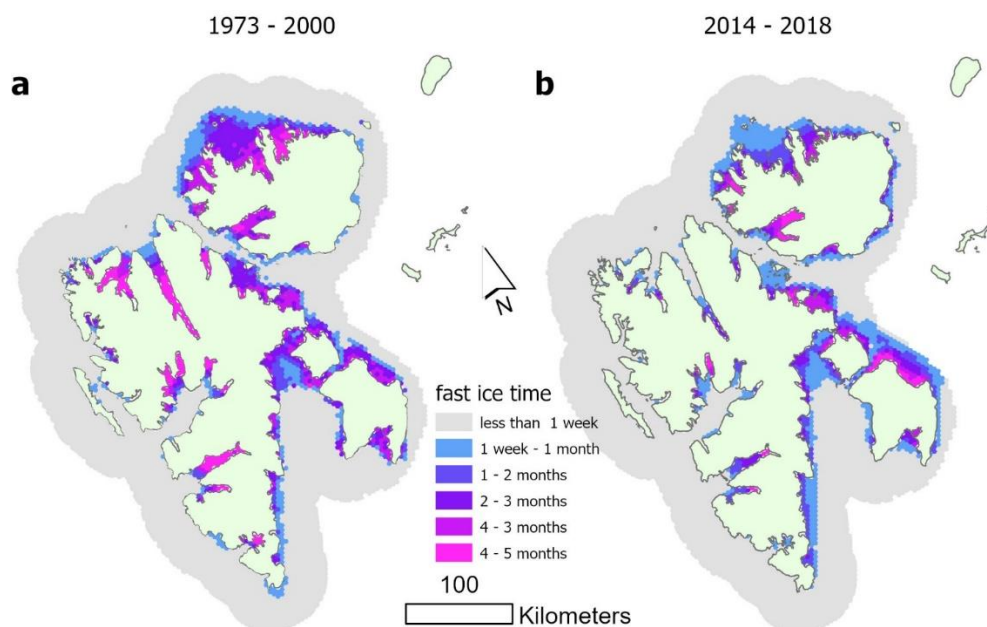 1973 - 2000
2014 - 2018
a
b
N
fast ice time
less than 1 week
1 week - 1 month
1 - 2 months
2 - 3 months
4 - 3 months
4 - 5 months
100
Kilometers